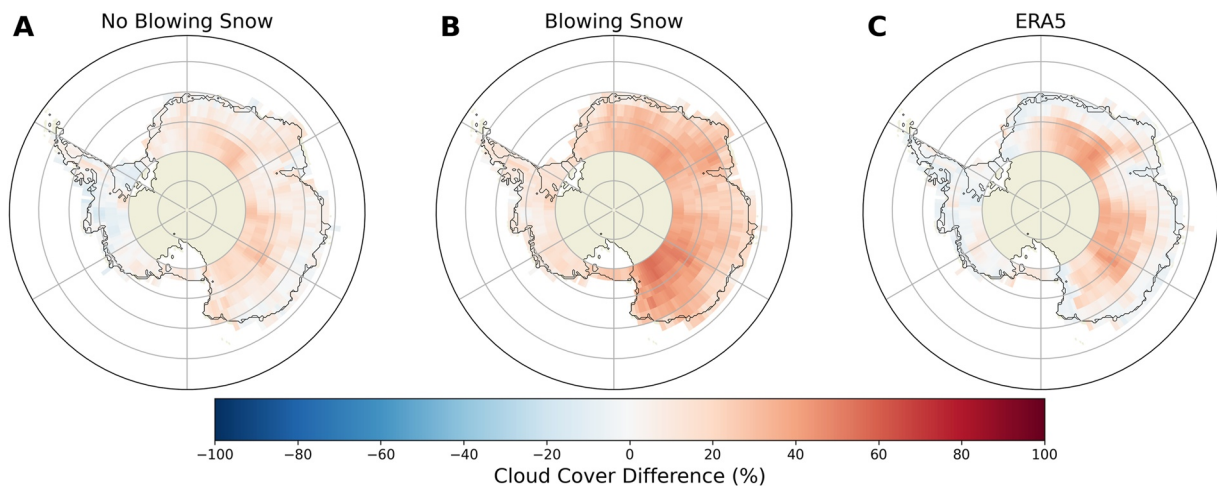 A No Blowing Snow
B Blowing Snow
C ERA5
−100 −80 −60 −40 −20 0 20 40 60 80 100
Cloud Cover Difference (%)